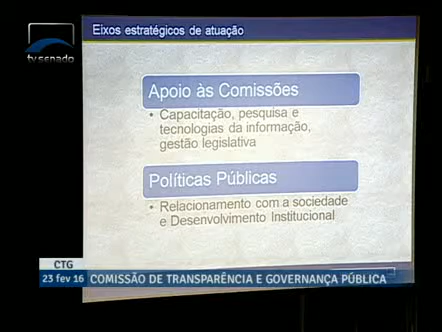 Eixos estratégicos de atuação
tv senado
Apoio às Comissões
• Capacitação, pesquisa e
tecnologias da informação,
gestão legislativa
Políticas Públicas
• Relacionamento com a sociedade
e Desenvolvimento Institucional
CTG
23 fev 16 COMISSÃO DE TRANSPARÊNCIA E GOVERNANÇA PÚBLICA